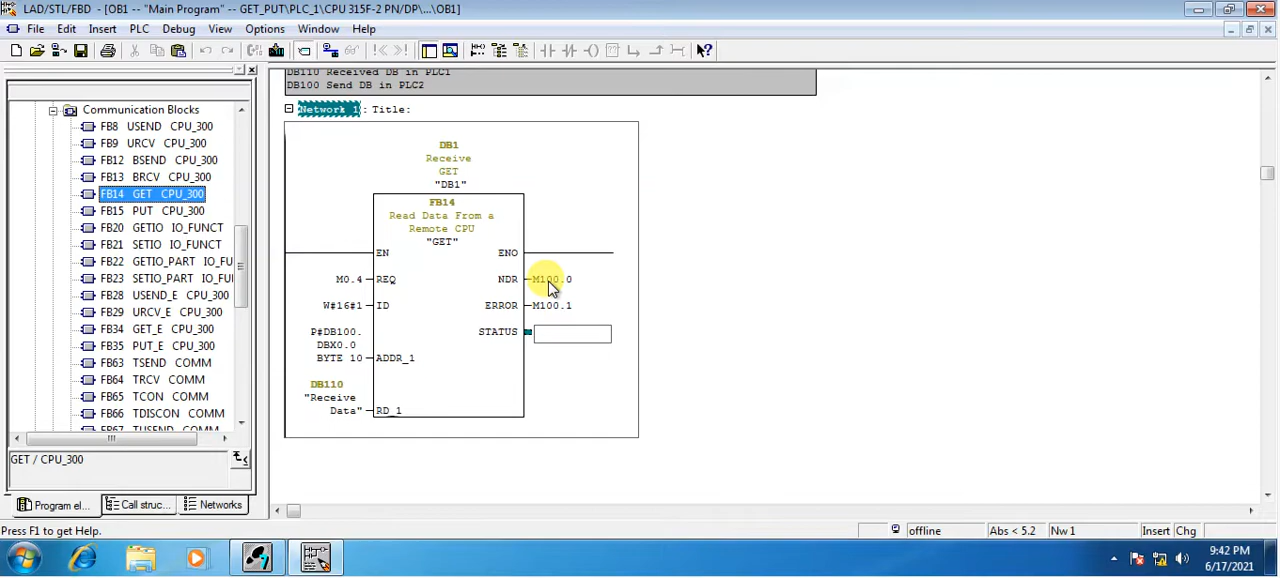 LAD/STL/FBD - [OB1 -- "Main Program" -- GET_PUT\PLC_1\CPU 315F-2 PN/DP\...\OB1]
File Edit Insert PLC Debug View Options Window Help
Communication Blocks
FB8 USEND CPU_300
FB9 URCV CPU_300
FB12 BSEND CPU_300
FB13 BRCV CPU_300
FB14 GET CPU_300
FB15 PUT CPU_300
FB20 GETIO IO_FUNCT
FB21 SETIO IO_FUNCT
FB22 GETIO_PART IO_FU
FB23 SETIO_PART IO_FU
FB28 USEND_E CPU_300
FB29 URCV_E CPU_300
FB34 GET_E CPU_300
FB35 PUT_E CPU_300
FB63 TSEND COMM
FB64 TRCV COMM
FB65 TCON COMM
FB66 TDISCON COMM
FB67 TUSEND COMM
GET / CPU_300
Program el...
Call struc...
Networks
DB110 Received DB in PLC1
DB100 Send DB in PLC2
Network 1: Title:
DB1
Receive
GET
"DB1"
FB14
Read Data From a
Remote CPU
"GET"
EN ENO
M0.4 REQ NDR M100.0
W#16#1 ID ERROR M100.1
P#DB100.
DBX0.0
BYTE 10 ADDR_1
STATUS
DB110
"Receive
Data" RD_1
Press F1 to get Help.
offline Abs < 5.2 Nw 1 Insert Chg
9:42 PM
6/17/2021